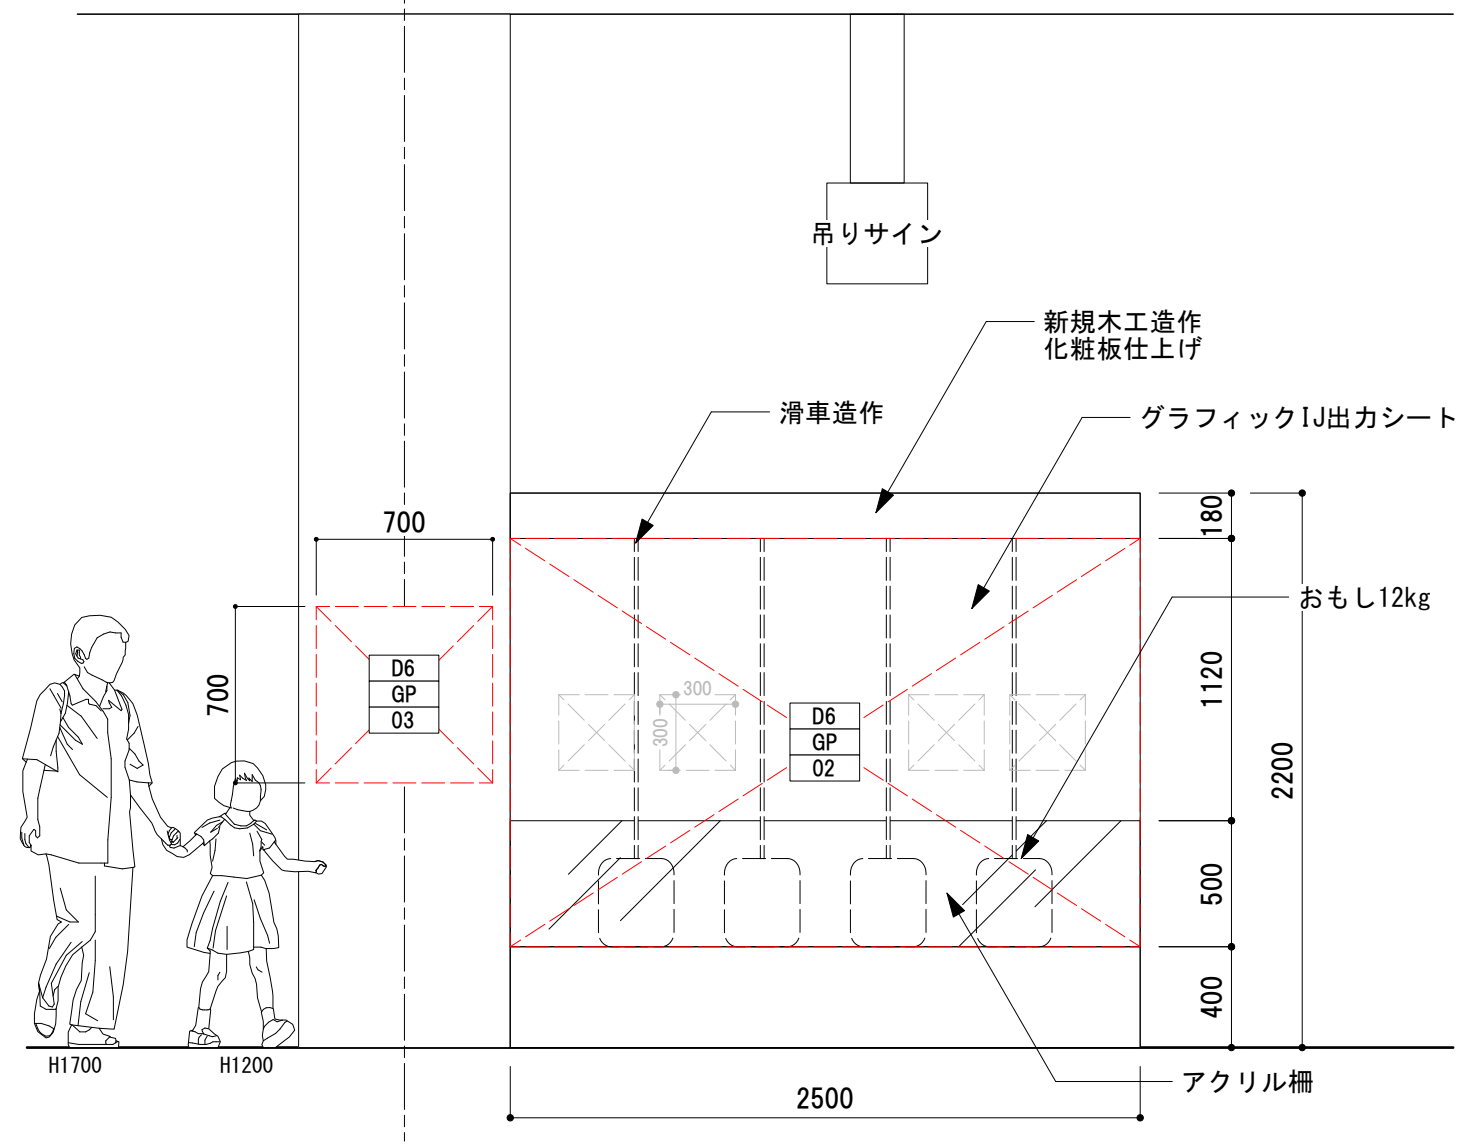 吊りサイン
新規木工造作
化粧板仕上げ
滑車造作
グラフィックIJ出力シート
700
180
おもし12kg
700
D6
GP
03
1120
300
300
D6
GP
02
2200
500
400
H1700
H1200
アクリル柵
2500